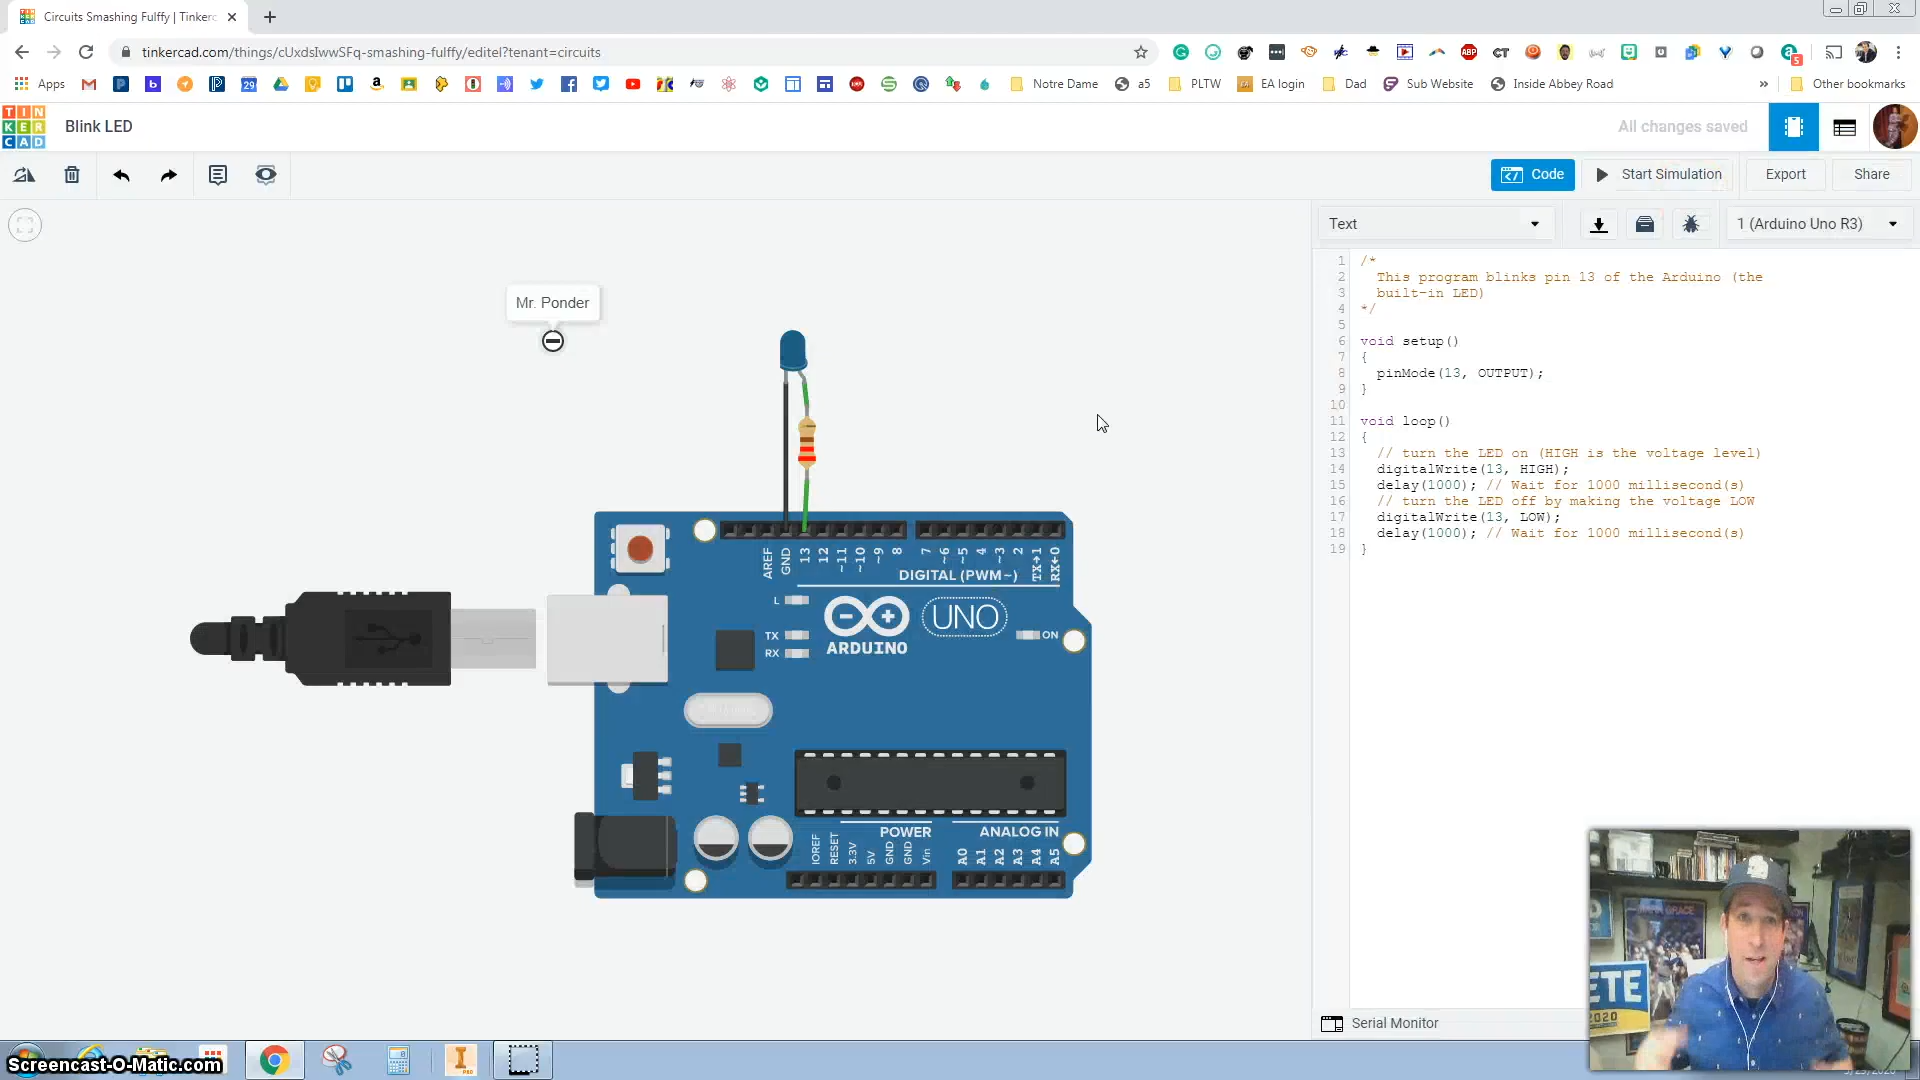 Circuits Smashing Fulffy | Tinkerc
tinkercad.com/things/cUxdsIwwSFq-smashing-fulffy/editel?tenant=circuits
Apps
Notre Dame
a5
PLTW
EA login
Dad
Sub Website
Inside Abbey Road
»
Other bookmarks
TIN
KER
CAD
Blink LED
All changes saved
Code
Start Simulation
Export
Share
Text
1 (Arduino Uno R3)
Mr. Ponder
1 /*
2 This program blinks pin 13 of the Arduino (the
3 built-in LED)
4 */
5
6 void setup()
7 {
8 pinMode(13, OUTPUT);
9 }
10
11 void loop()
12 {
13 // turn the LED on (HIGH is the voltage level)
14 digitalWrite(13, HIGH);
15 delay(1000); // Wait for 1000 millisecond(s)
16 // turn the LED off by making the voltage LOW
17 digitalWrite(13, LOW);
18 delay(1000); // Wait for 1000 millisecond(s)
19 }
AREF GND 13 12 ~11 ~10 ~9 8 7 ~6 ~5 4 ~3 2 TX→1 RX←0
DIGITAL (PWM~)
L
TX
RX
UNO
ARDUINO
ON
POWER
ANALOG IN
IOREF RESET 3.3V 5V GND GND Vin A0 A1 A2 A3 A4 A5
Serial Monitor
ETE
2020
Screencast-O-Matic.com